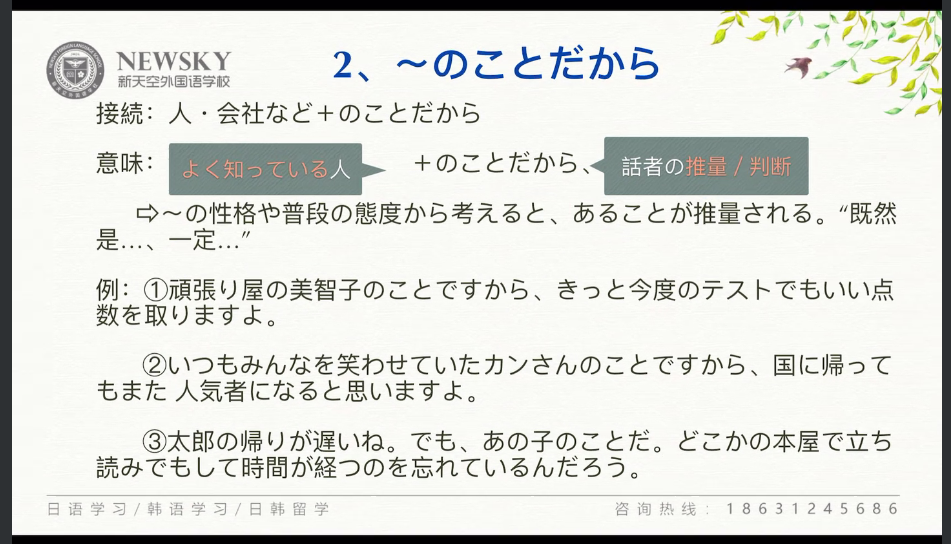 NEWSKY
新天空外国语学校
2、～のことだから
接続：人・会社など＋のことだから
意味：よく知っている人 ＋のことだから、話者の推量 / 判断
⇨～の性格や普段の態度から考えると、あることが推量される。“既然
是…、一定…”
例：①頑張り屋の美智子のことですから、きっと今度のテストでもいい点
数を取りますよ。
②いつもみんなを笑わせていたカンさんのことですから、国に帰って
もまた 人気者になると思いますよ。
③太郎の帰りが遅いね。でも、あの子のことだ。どこかの本屋で立ち
読みでもして時間が経つのを忘れているんだろう。
日语学习/韩语学习/日韩留学
咨询热线：18631245686